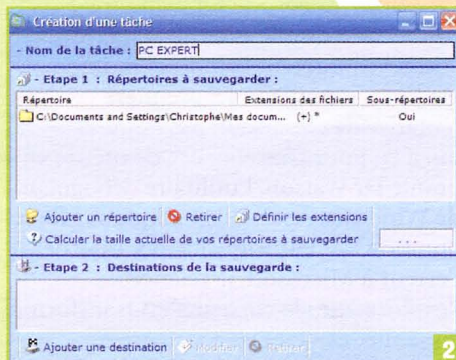 Création d'une tâche
- Nom de la tâche : PC EXPERT
- Etape 1 : Répertoires à sauvegarder :
Répertoire Extensions des fichiers Sous-répertoires
C:\Documents and Settings\Christophe\Mes docum... (+) * Oui
Ajouter un répertoire Retirer Définir les extensions
Calculer la taille actuelle de vos répertoires à sauvegarder ...
- Etape 2 : Destinations de la sauvegarde :
Ajouter une destination Modifier Retirer
2